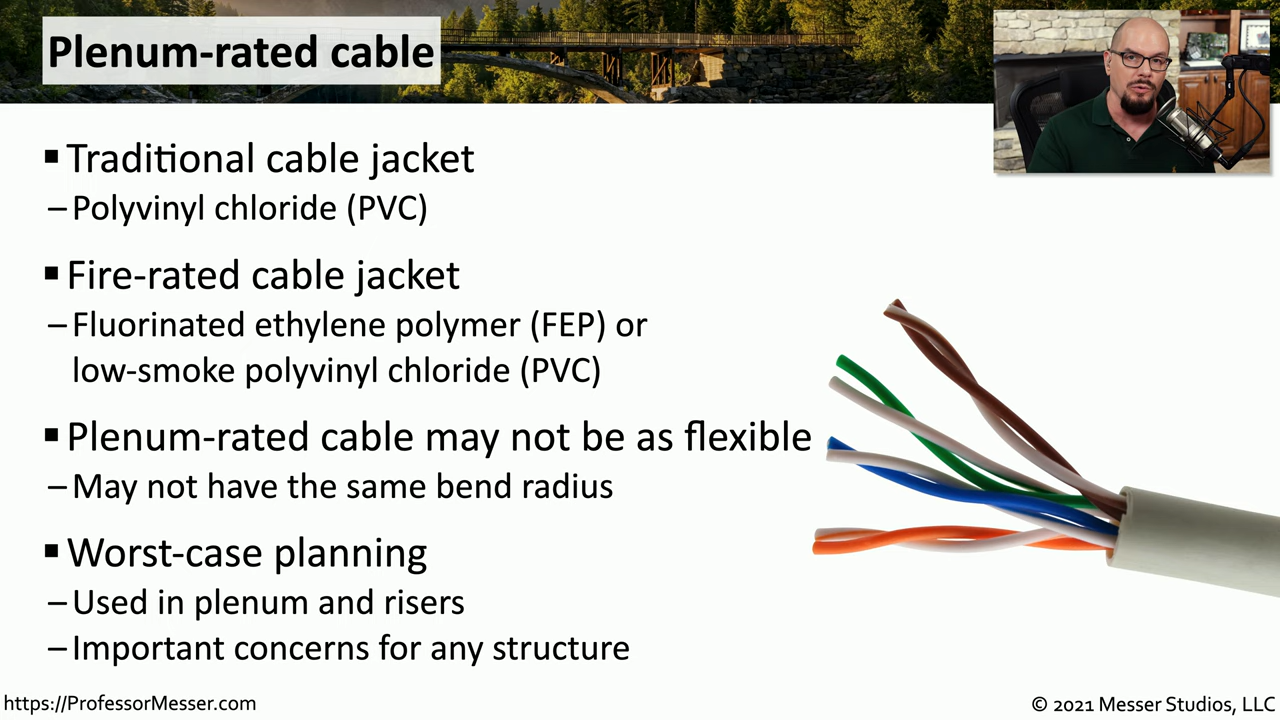 Plenum-rated cable
▪ Traditional cable jacket
– Polyvinyl chloride (PVC)
▪ Fire-rated cable jacket
– Fluorinated ethylene polymer (FEP) or
low-smoke polyvinyl chloride (PVC)
▪ Plenum-rated cable may not be as flexible
– May not have the same bend radius
▪ Worst-case planning
– Used in plenum and risers
– Important concerns for any structure
https://ProfessorMesser.com
© 2021 Messer Studios, LLC